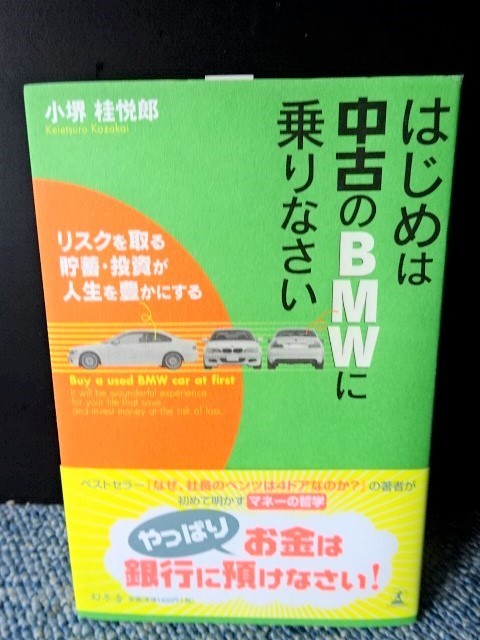 はじめは
中古のBMWに
乗りなさい
小堺 桂悦郎
Keietsuro Kozakai
リスクを取る
貯蓄・投資が
人生を豊かにする
Buy a used BMW car at first
It will be wounderful experience
for your life that save
and invest money at the risk of loss.
ベストセラー『なぜ、社長のベンツは4ドアなのか?』の著者が
初めて明かすマネーの哲学
やっぱり
お金は
銀行に預けなさい!
幻冬舎